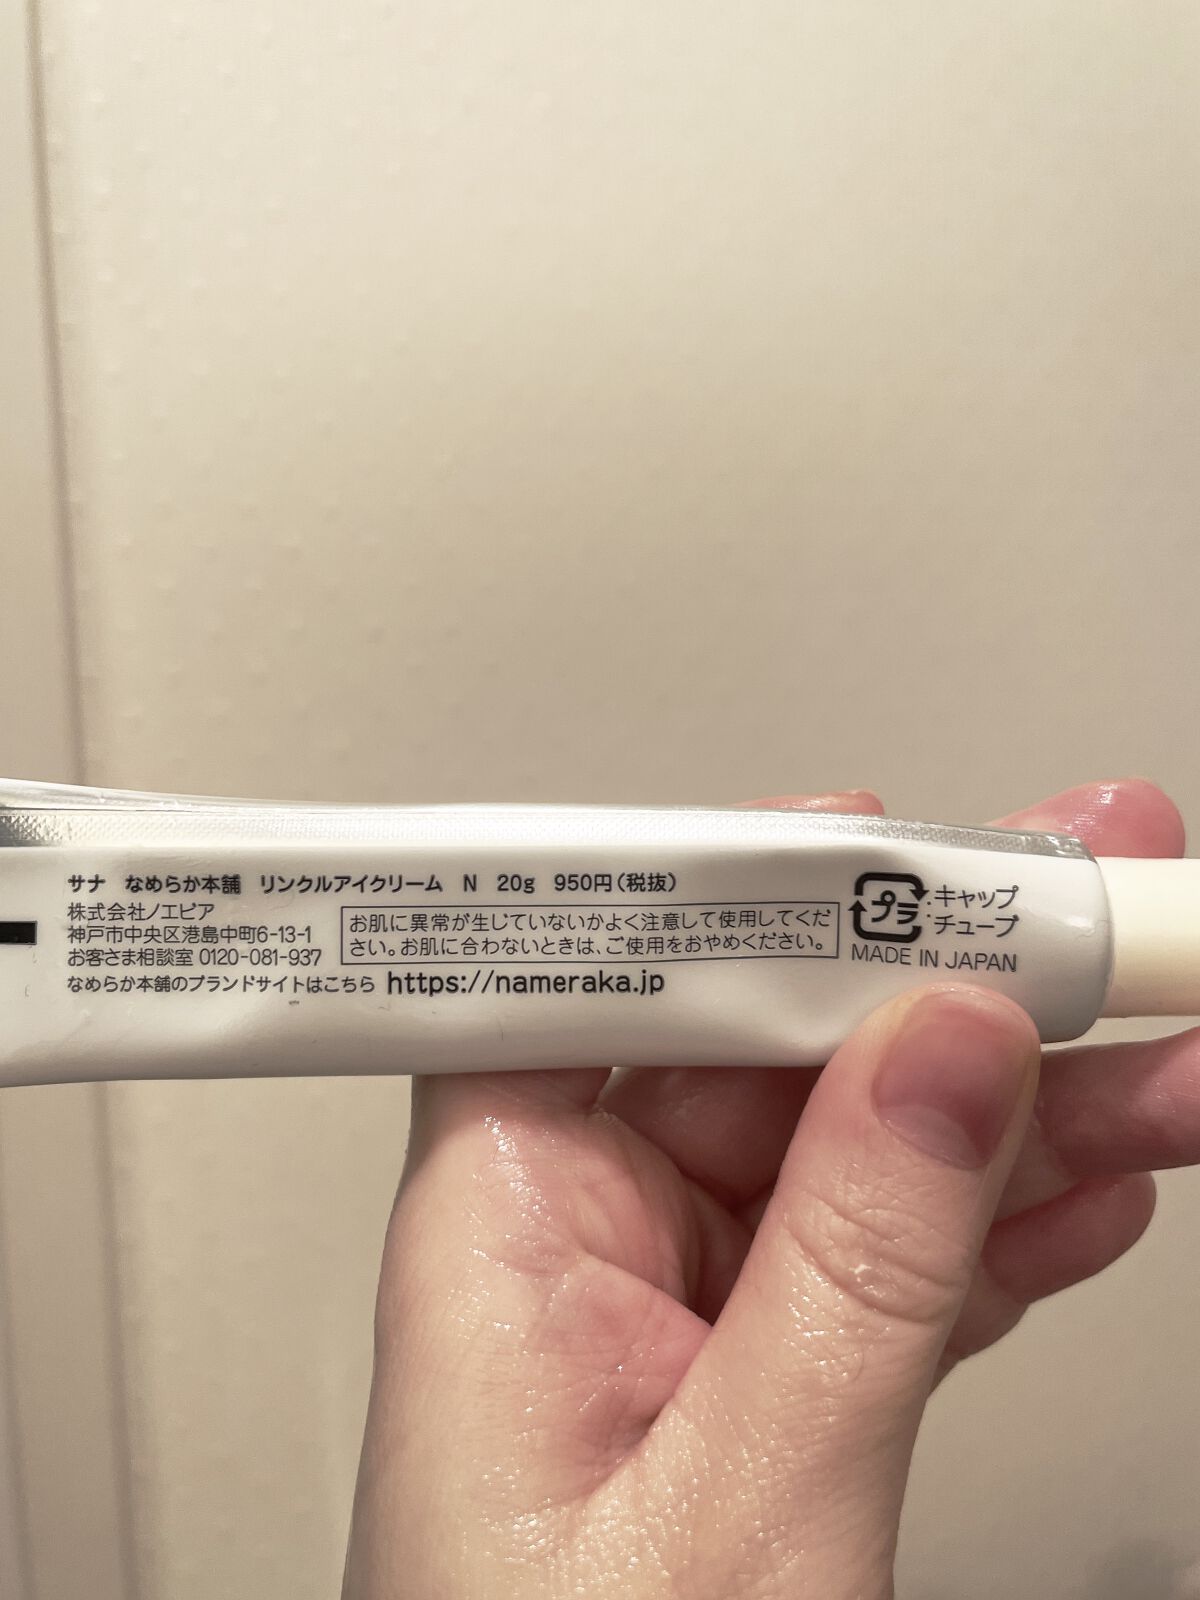 サナ なめらか本舗 リンクルアイクリーム N 20g 950円(税抜)
株式会社ノエビア
神戸市中央区港島中町6-13-1
お客さま相談室 0120-081-937
お肌に異常が生じていないかよく注意して使用してくだ
さい。お肌に合わないときは、ご使用をおやめください。
なめらか本舗のブランドサイトはこちら https://nameraka.jp
プラ
:キャップ
:チューブ
MADE IN JAPAN